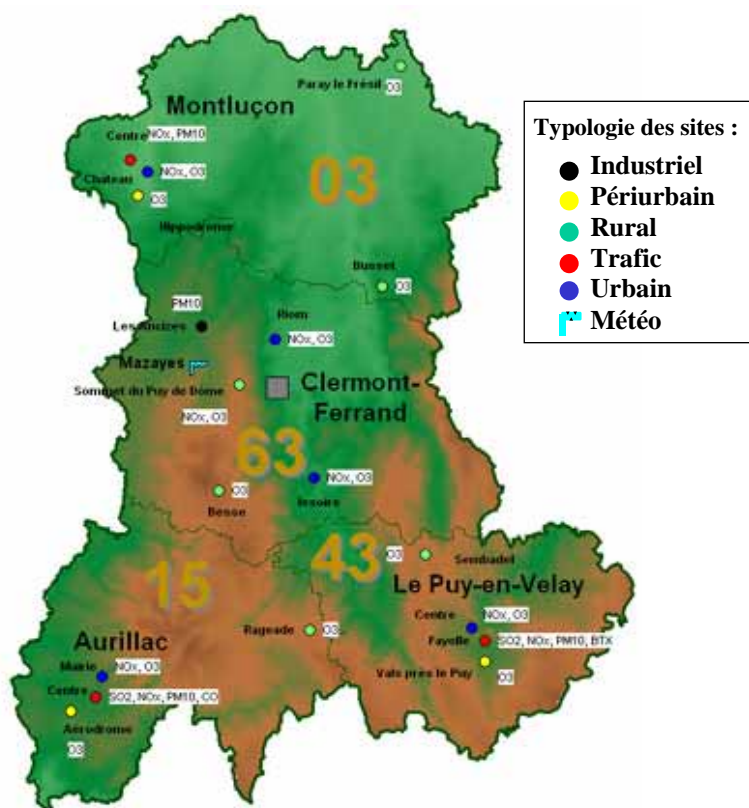 Paray le Frésil
O3
Montluçon
Centre
NOx, PM10
NOx, O3
Chateau
O3
03
Hippodrome
Busset
O3
PM10
Les Ancizes
Riom
NOx, O3
Mazayes
Sommet du Puy de Dome
Clermont-
Ferrand
NOx, O3
63
NOx, O3
Issoire
O3
Besse
43
O3
Sembadel
15
Le Puy-en-Velay
Centre
NOx, O3
Rageade
O3
Fayolle
SO2, NOx, PM10, BTX
Aurillac
Vals près le Puy
O3
Mairie
NOx, O3
Centre
SO2, NOx, PM10, CO
Aérodrome
O3
Typologie des sites :
Industriel
Périurbain
Rural
Trafic
Urbain
Météo